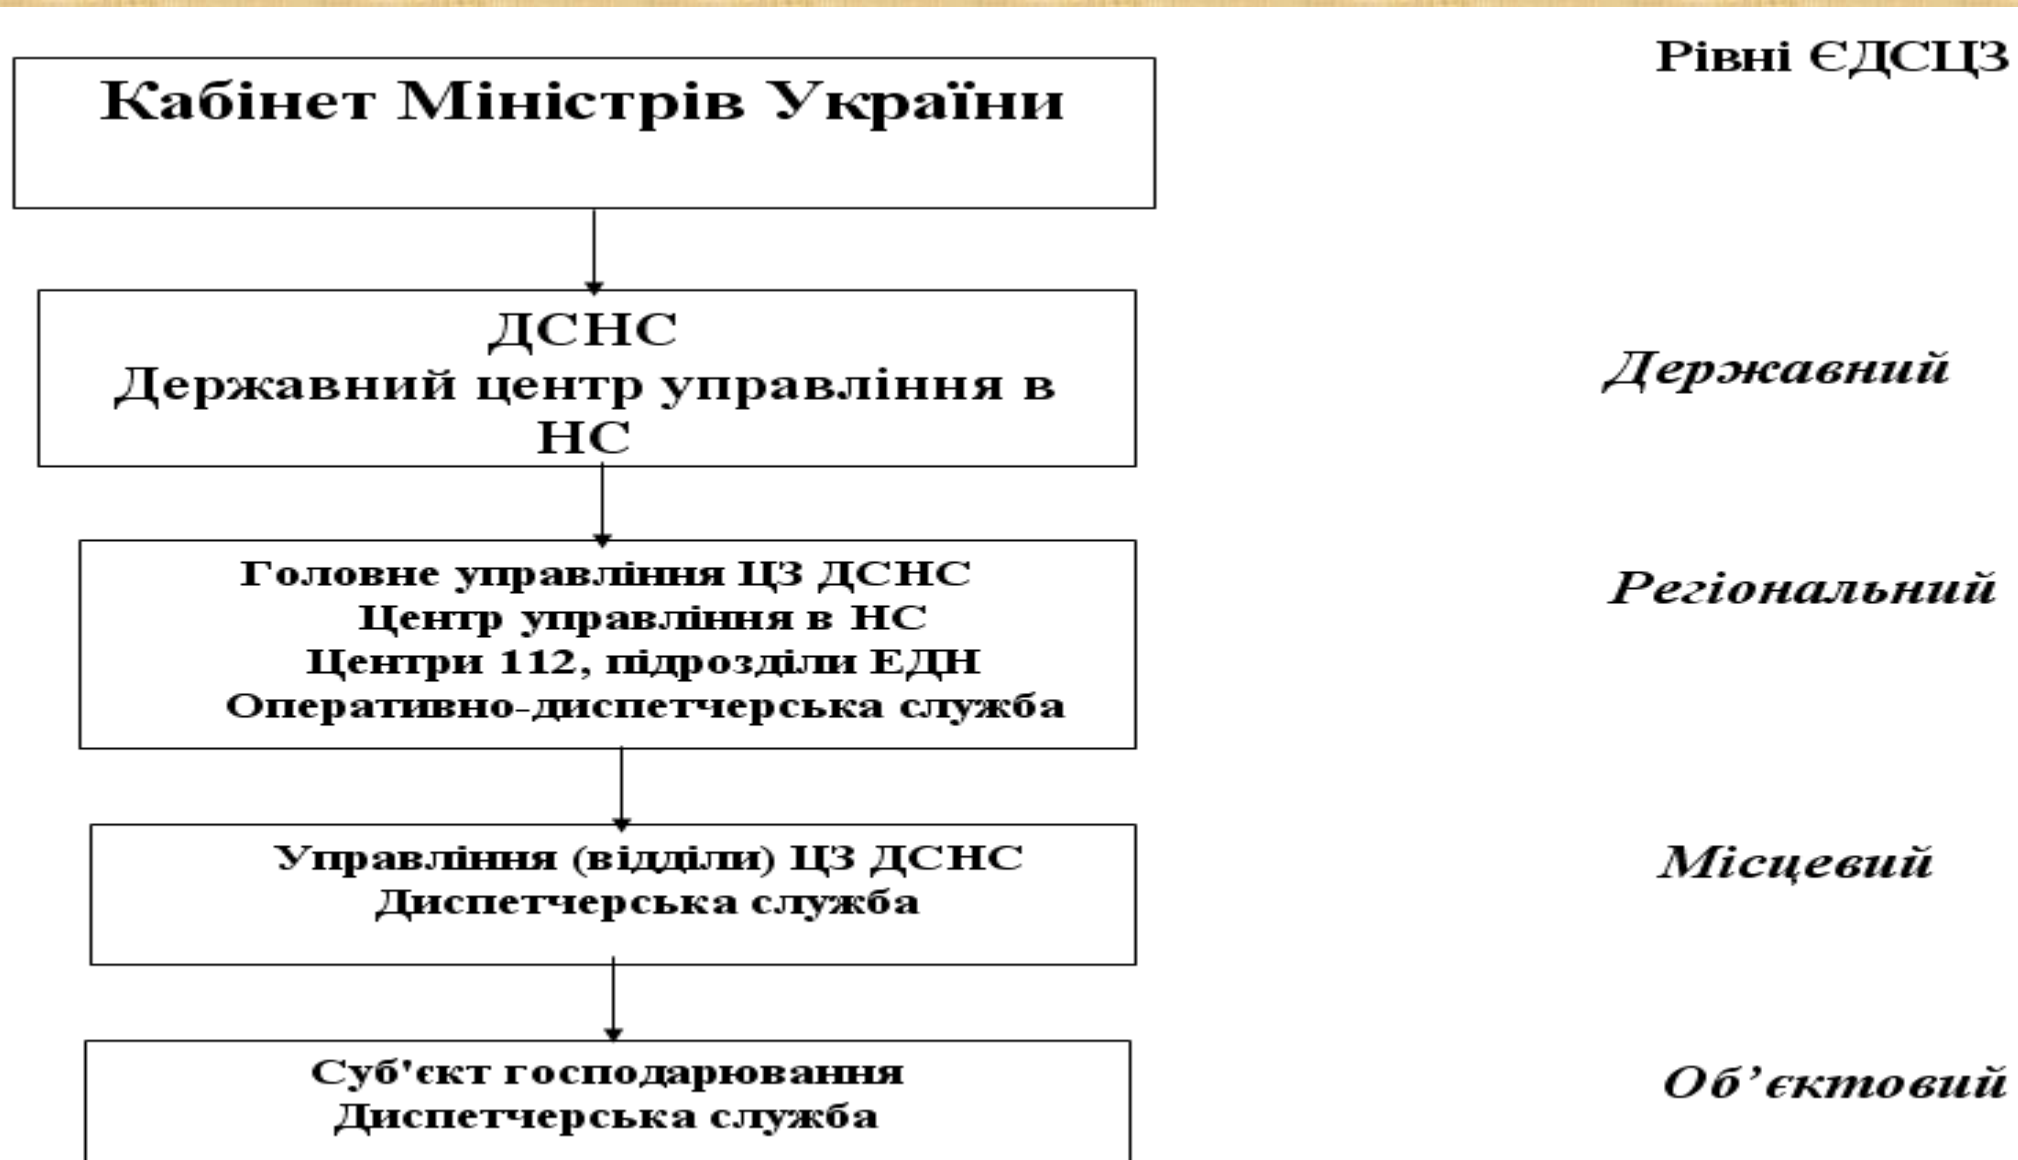 Рівні ЄДСЦЗ
Кабінет Міністрів України
ДСНС
Державний центр управління в
НС
Державний
Головне управління ЦЗ ДСНС
Центр управління в НС
Центри 112, підрозділи ЕДН
Оперативно-диспетчерська служба
Регіональний
Управління (відділи) ЦЗ ДСНС
Диспетчерська служба
Місцевий
Суб'єкт господарювання
Диспетчерська служба
Об’єктовий